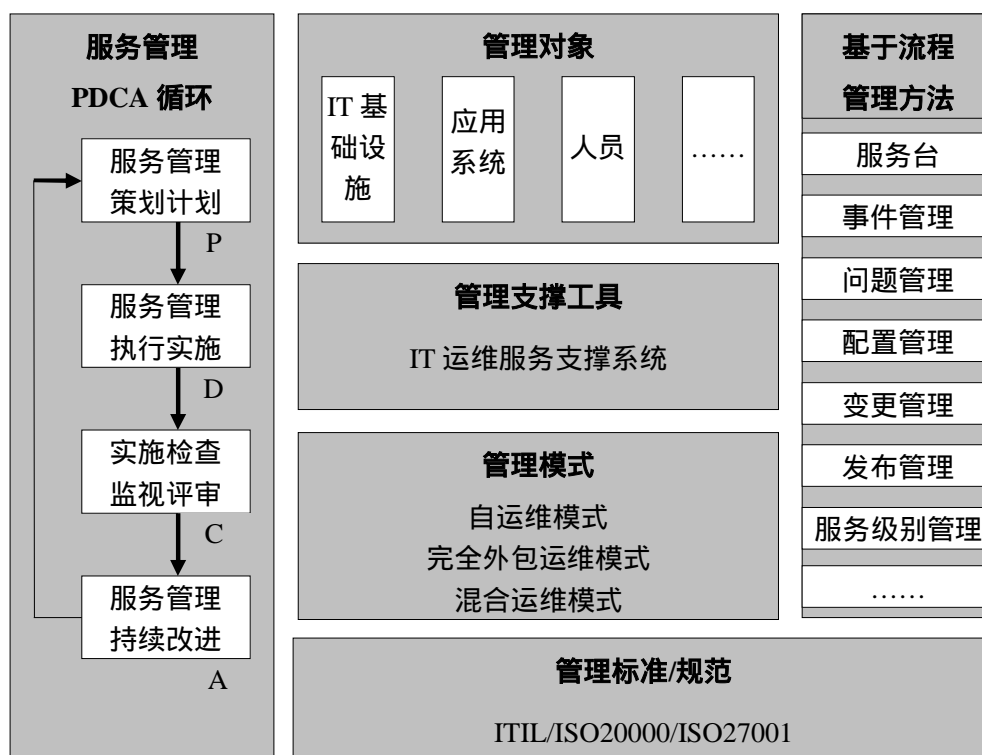 服务管理
PDCA 循环
服务管理
策划计划
P
服务管理
执行实施
D
实施检查
监视评审
C
服务管理
持续改进
A
管理对象
IT 基
础设
施
应用
系统
人员
……
管理支撑工具
IT 运维服务支撑系统
管理模式
自运维模式
完全外包运维模式
混合运维模式
基于流程
管理方法
服务台
事件管理
问题管理
配置管理
变更管理
发布管理
服务级别管理
……
管理标准/规范
ITIL/ISO20000/ISO27001